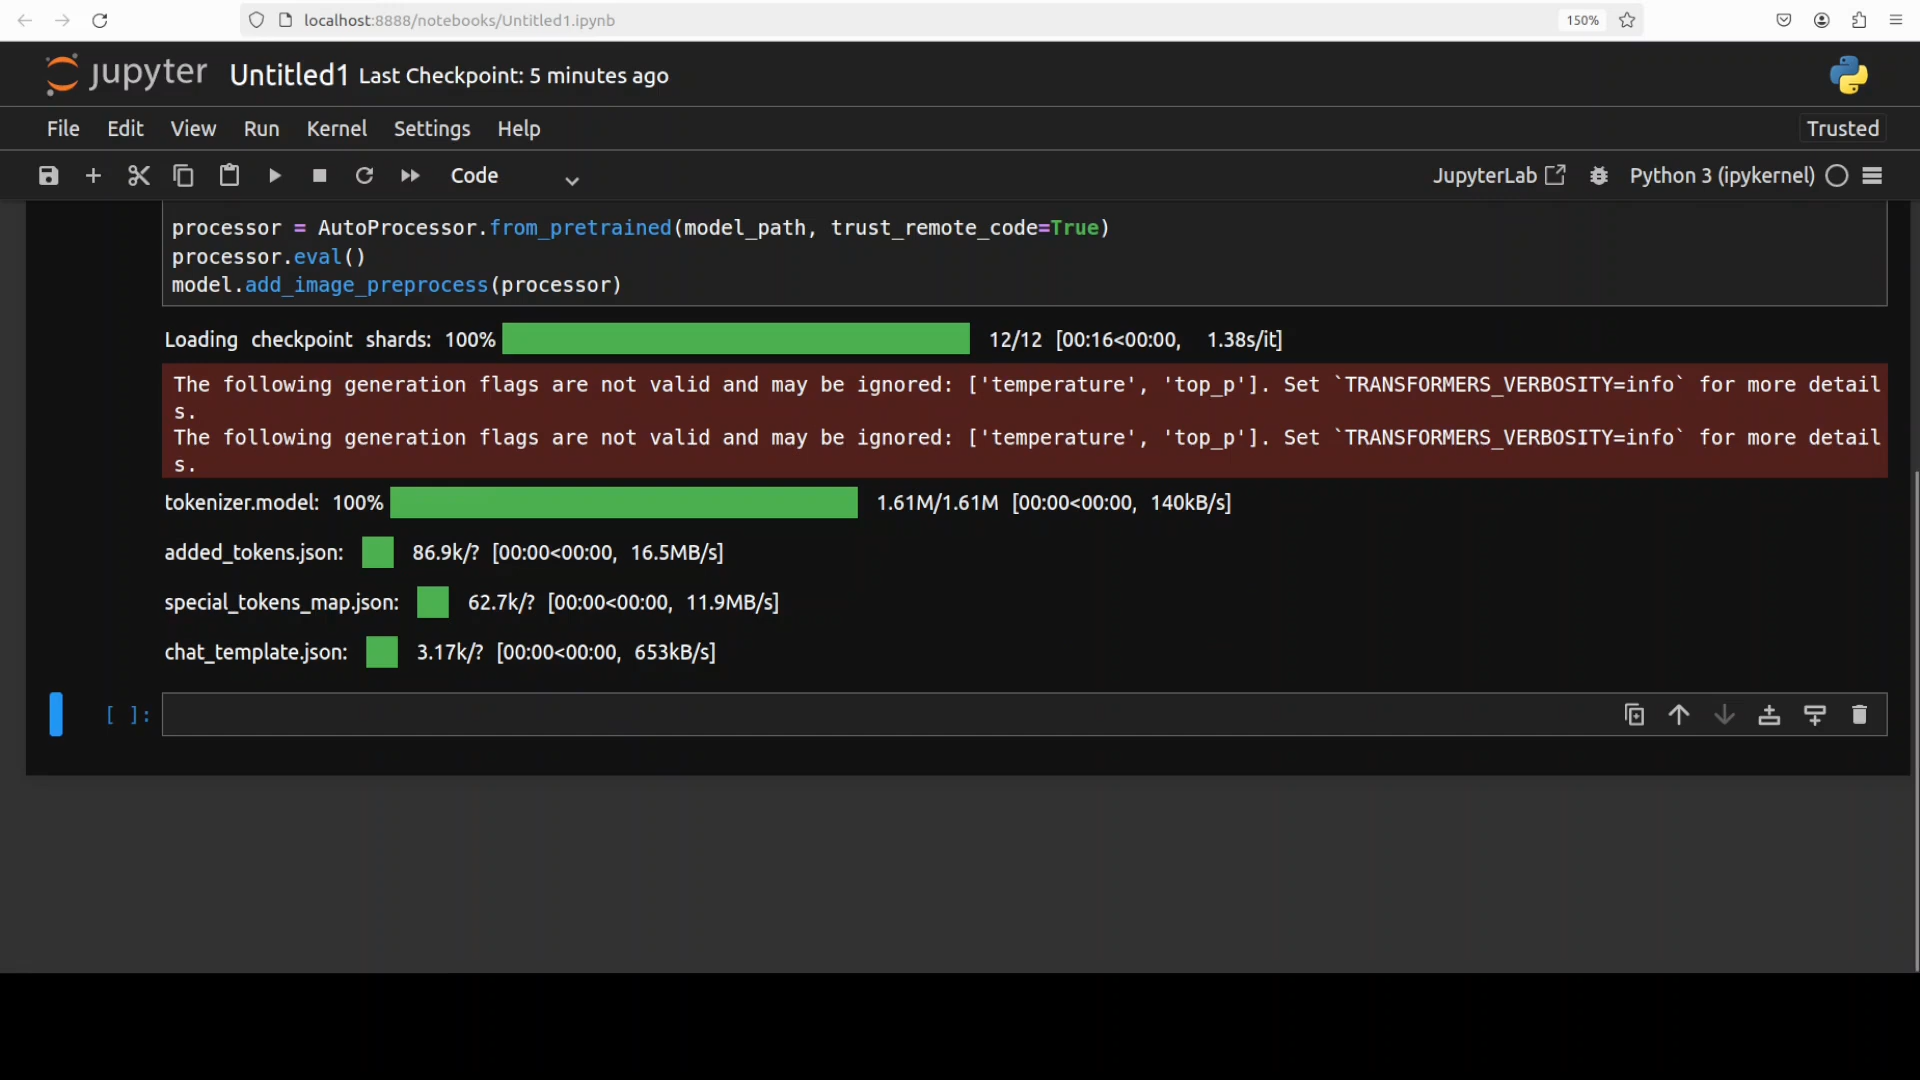 localhost:8888/notebooks/Untitled1.ipynb
150%
jupyter Untitled1 Last Checkpoint: 5 minutes ago
File Edit View Run Kernel Settings Help
Trusted
Code
JupyterLab
Python 3 (ipykernel)
processor = AutoProcessor.from_pretrained(model_path, trust_remote_code=True)
processor.eval()
model.add_image_preprocess(processor)
Loading checkpoint shards: 100% 12/12 [00:16<00:00, 1.38s/it]
The following generation flags are not valid and may be ignored: ['temperature', 'top_p']. Set `TRANSFORMERS_VERBOSITY=info` for more detail
s.
The following generation flags are not valid and may be ignored: ['temperature', 'top_p']. Set `TRANSFORMERS_VERBOSITY=info` for more detail
s.
tokenizer.model: 100% 1.61M/1.61M [00:00<00:00, 140kB/s]
added_tokens.json: 86.9k/? [00:00<00:00, 16.5MB/s]
special_tokens_map.json: 62.7k/? [00:00<00:00, 11.9MB/s]
chat_template.json: 3.17k/? [00:00<00:00, 653kB/s]
[ ]: